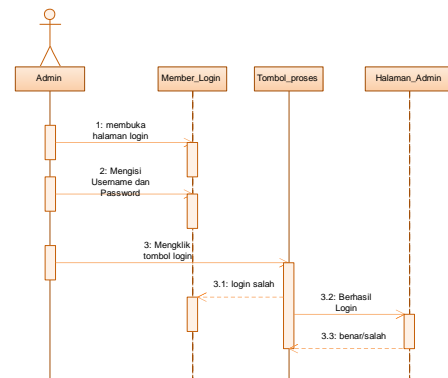 Admin
Member_Login
Tombol_proses
Halaman_Admin
1: membuka
halaman login
2: Mengisi
Username dan
Password
3: Mengklik
tombol login
3.1: login salah
3.2: Berhasil
Login
3.3: benar/salah